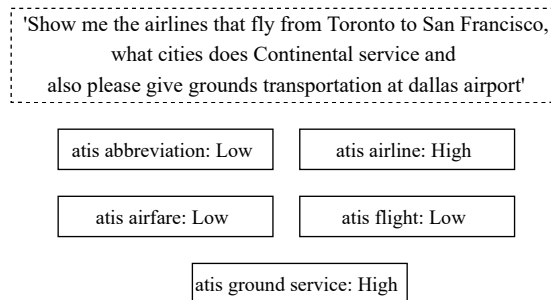 'Show me the airlines that fly from Toronto to San Francisco,
what cities does Continental service and
also please give grounds transportation at dallas airport'
atis abbreviation: Low
atis airline: High
atis airfare: Low
atis flight: Low
atis ground service: High